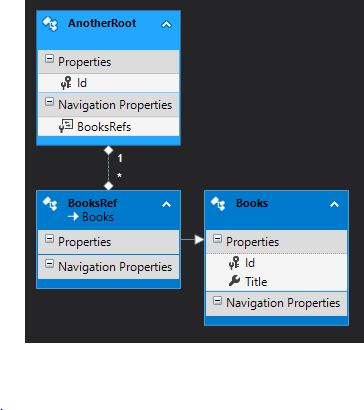 AnotherRoot
Properties
Id
Navigation Properties
BooksRefs
1
*
BooksRef
Books
Properties
Navigation Properties
Books
Properties
Id
Title
Navigation Properties